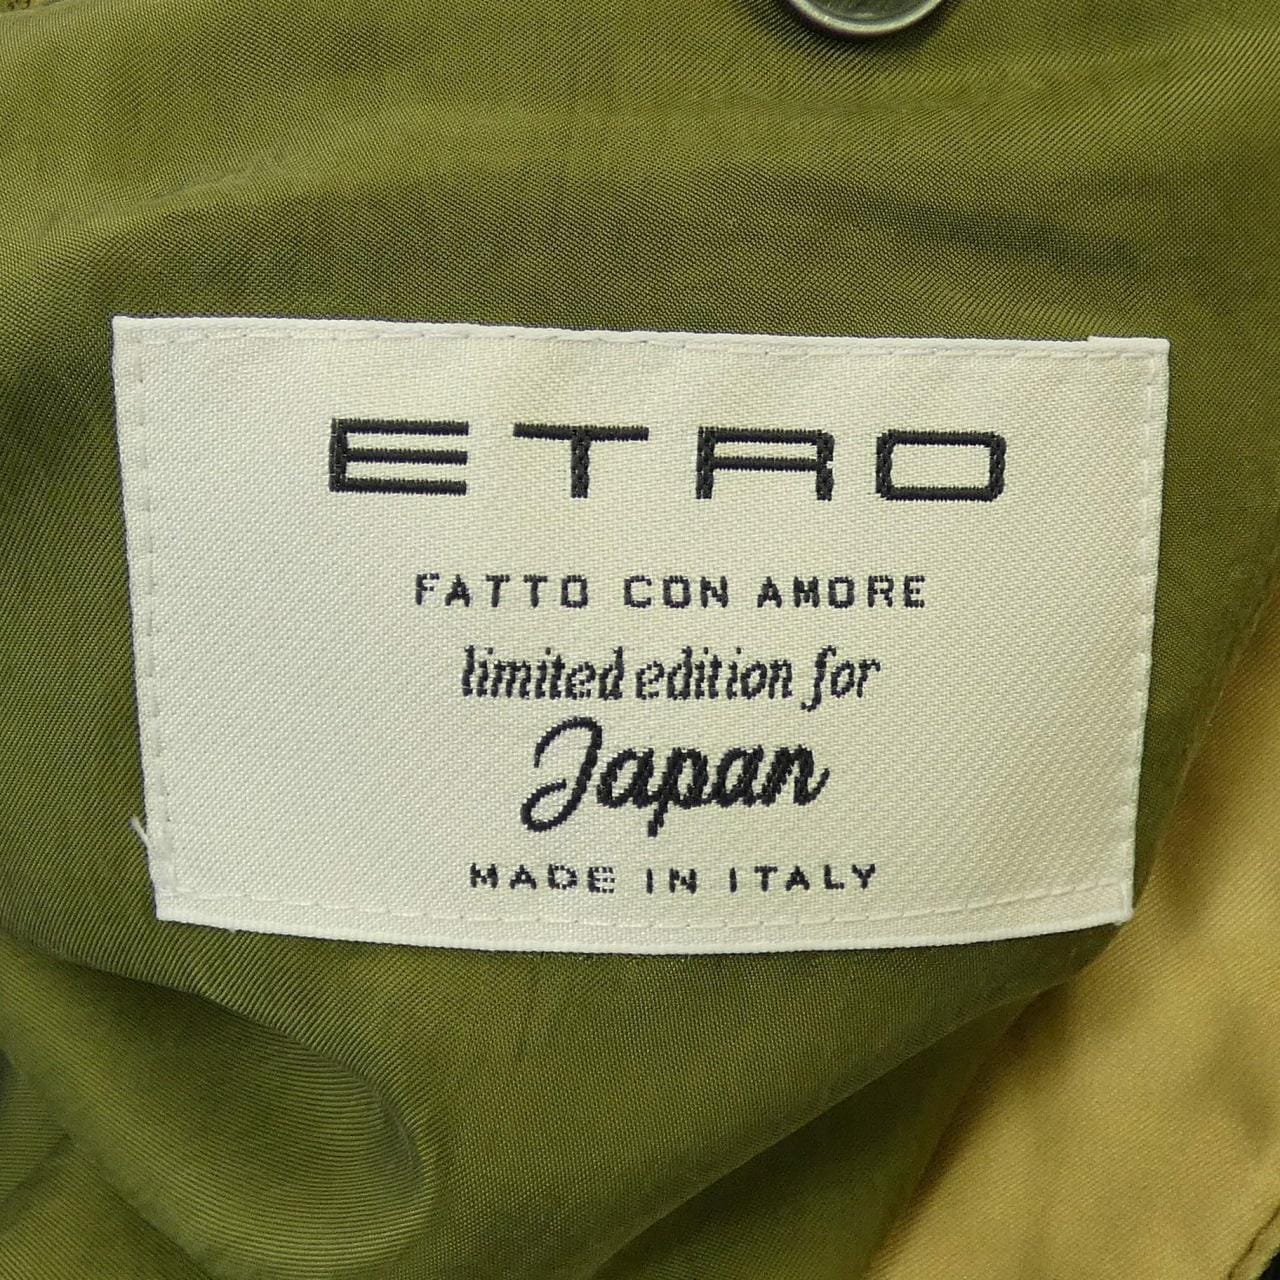 ETRO
FATTO CON AMORE
limited edition for
Japan
MADE IN ITALY